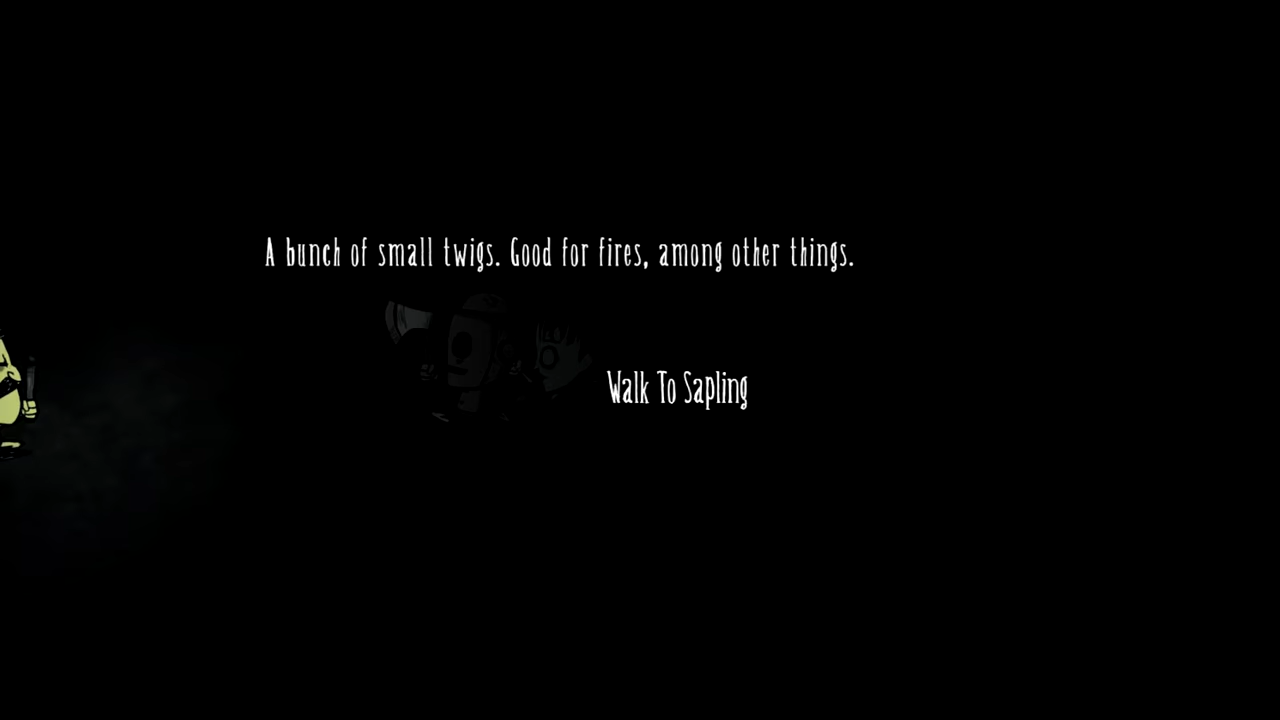 A bunch of small twigs. Good for fires, among other things.
Walk To Sapling